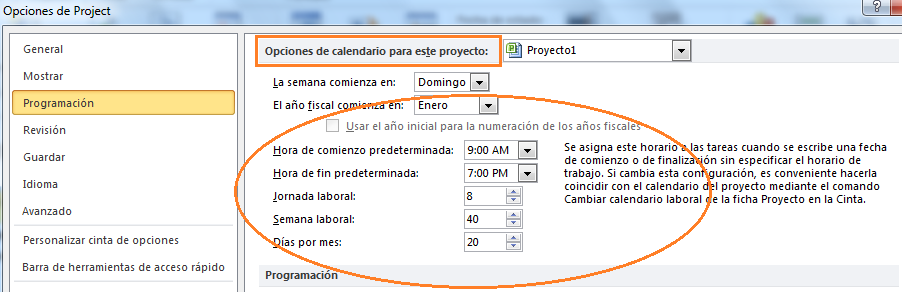 Opciones de Project
General
Mostrar
Programación
Revisión
Guardar
Idioma
Avanzado
Personalizar cinta de opciones
Barra de herramientas de acceso rápido
Opciones de calendario para este proyecto: Proyecto1
La semana comienza en: Domingo
El año fiscal comienza en: Enero
Usar el año inicial para la numeración de los años fiscales
Hora de comienzo predeterminada: 9:00 AM
Hora de fin predeterminada: 7:00 PM
Jornada laboral: 8
Semana laboral: 40
Días por mes: 20
Se asigna este horario a las tareas cuando se escribe una fecha
de comienzo o de finalización sin especificar el horario de
trabajo. Si cambia esta configuración, es conveniente hacerla
coincidir con el calendario del proyecto mediante el comando
Cambiar calendario laboral de la ficha Proyecto en la Cinta.
Programación